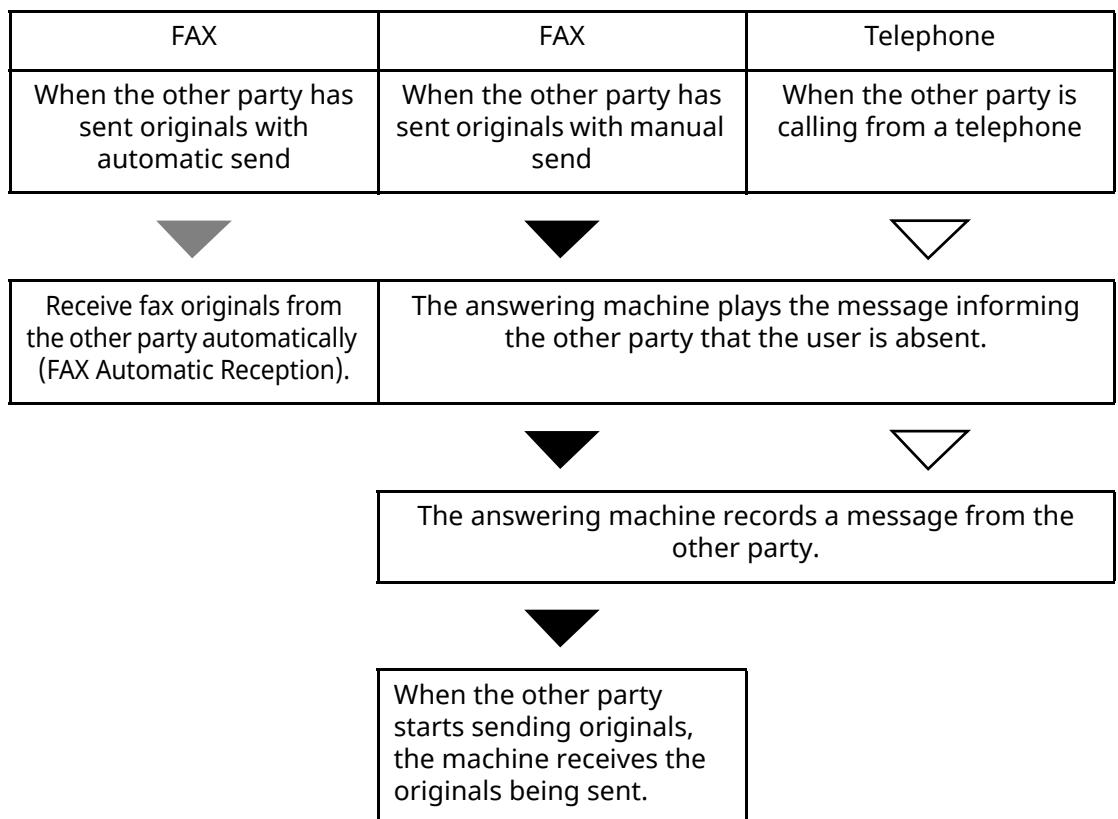 FAX
FAX
Telephone
When the other party has
sent originals with
automatic send
When the other party has
sent originals with manual
send
When the other party is
calling from a telephone
Receive fax originals from
the other party automatically
(FAX Automatic Reception).
The answering machine plays the message informing
the other party that the user is absent.
The answering machine records a message from the
other party.
When the other party
starts sending originals,
the machine receives the
originals being sent.